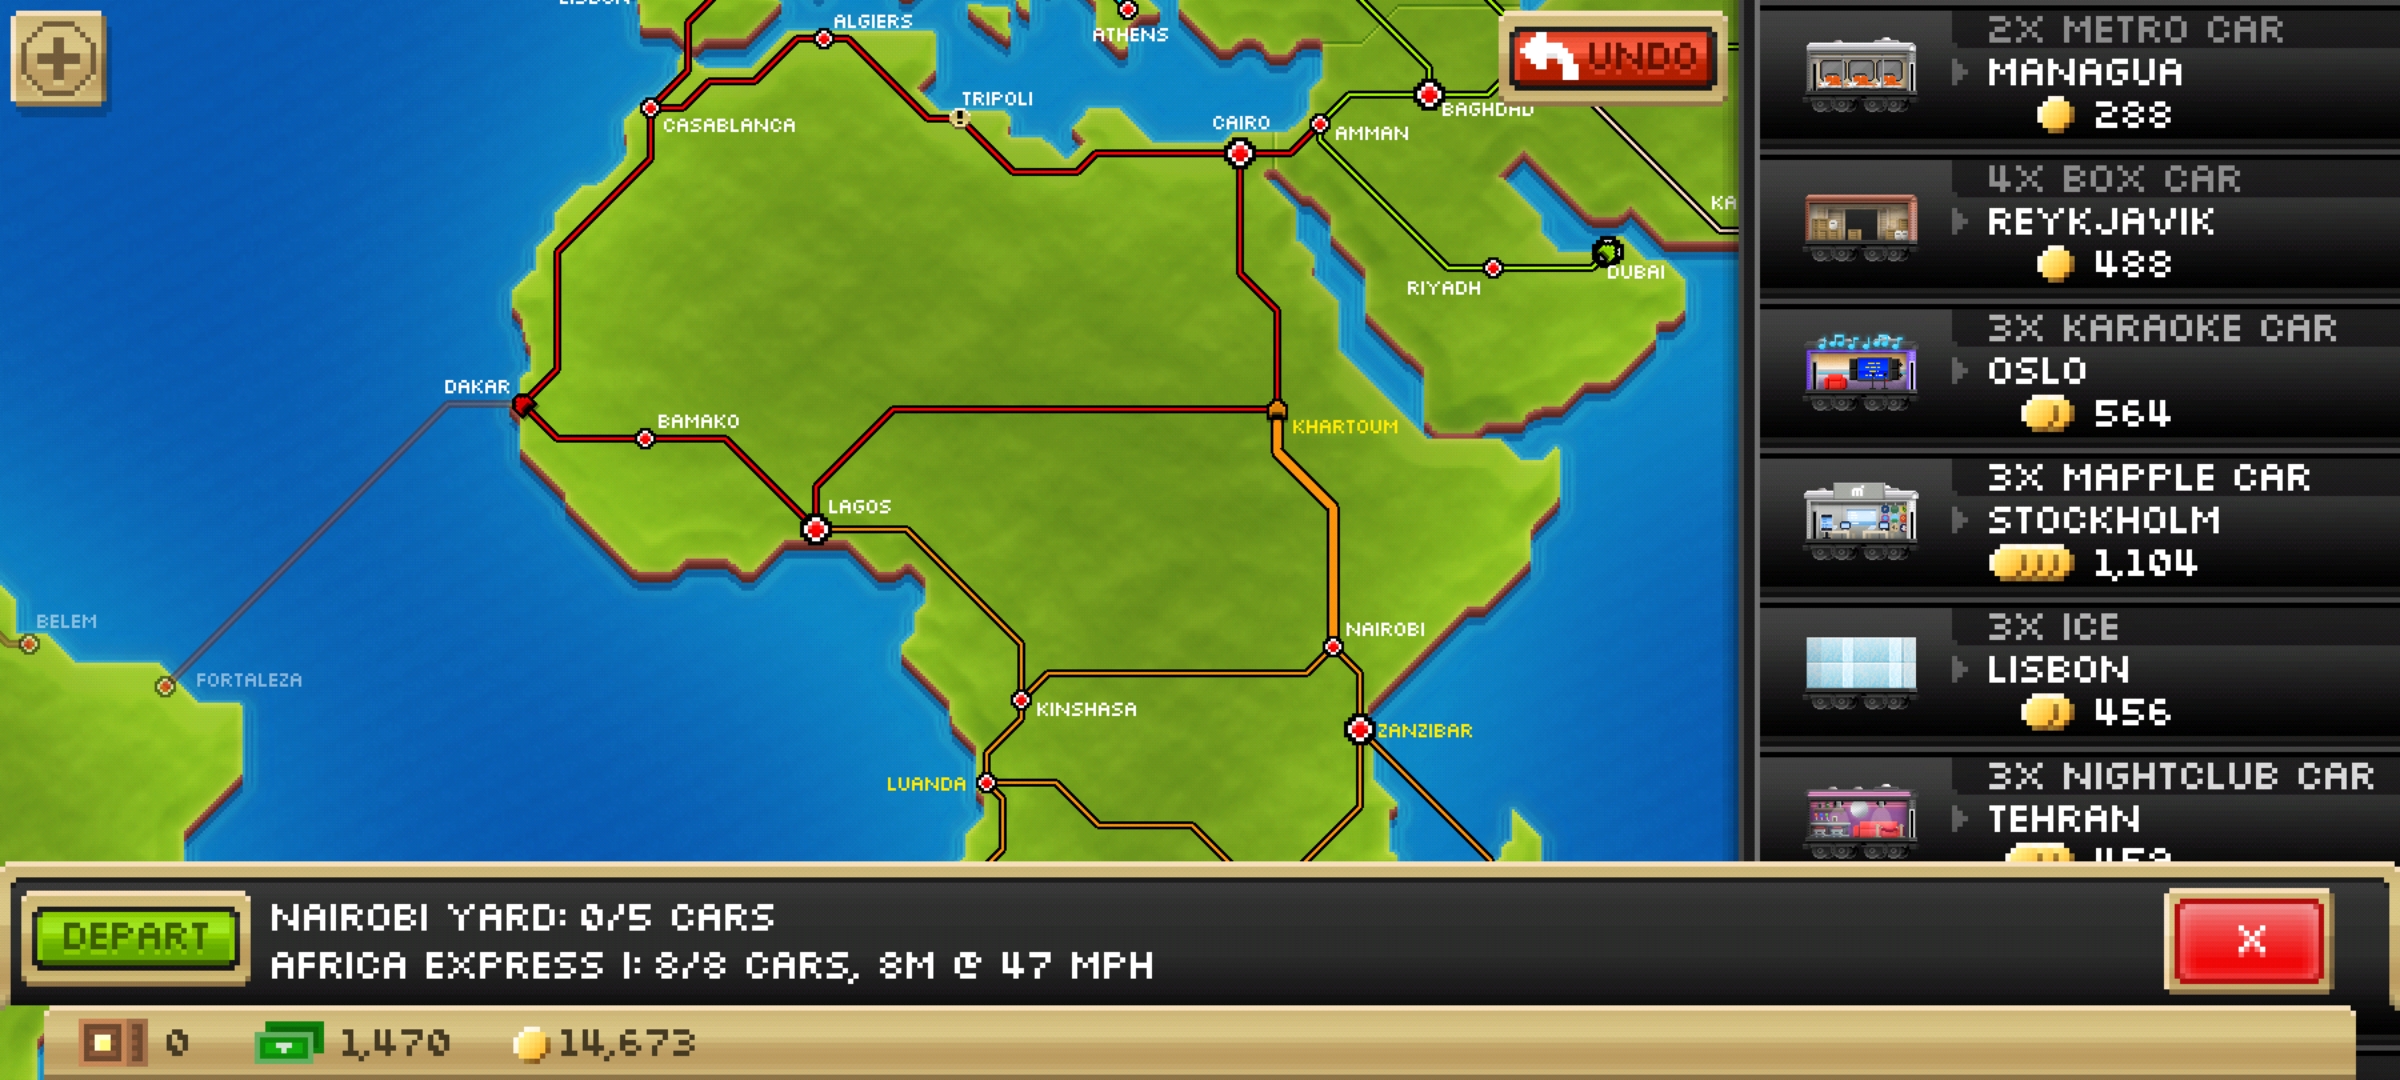 LISBON
ALGIERS
ATHENS
UNDO
TRIPOLI
CASABLANCA
CAIRO
AMMAN
BAGHDAD
KA
RIYADH
DUBAI
DAKAR
BAMAKO
KHARTOUM
LAGOS
BELEM
FORTALEZA
NAIROBI
KINSHASA
ZANZIBAR
LUANDA
2X METRO CAR
MANAGUA
288
4X BOX CAR
REYKJAVIK
488
3X KARAOKE CAR
OSLO
564
3X MAPPLE CAR
STOCKHOLM
1,104
3X ICE
LISBON
456
3X NIGHTCLUB CAR
TEHRAN
DEPART
NAIROBI YARD: 0/5 CARS
AFRICA EXPRESS I: 8/8 CARS, 8M @ 47 MPH
X
0
1,470
14,673